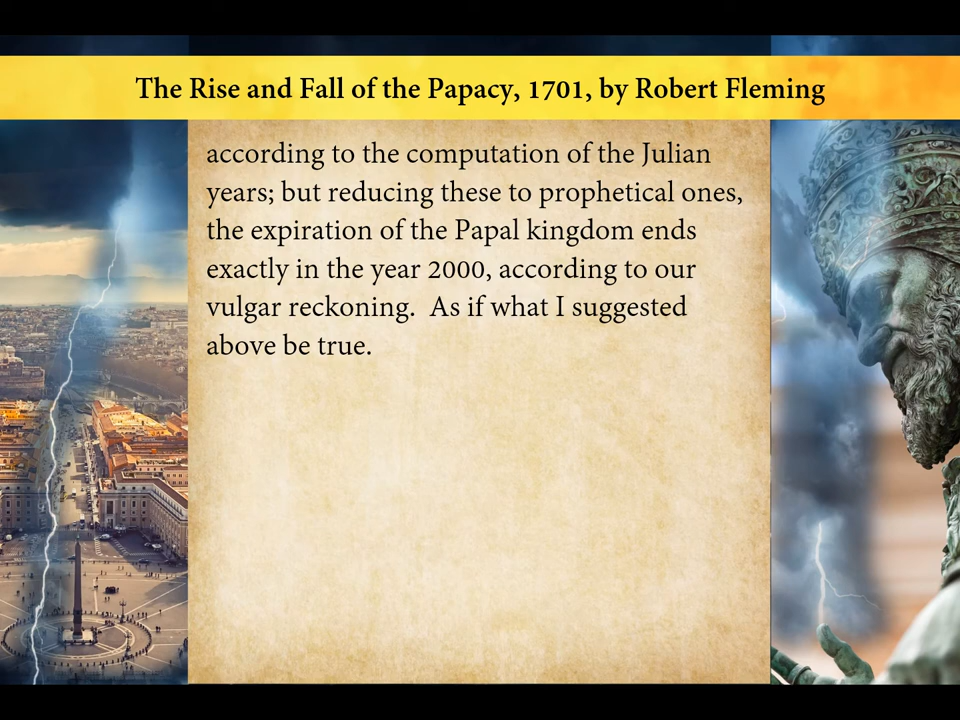 The Rise and Fall of the Papacy, 1701, by Robert Fleming
according to the computation of the Julian
years; but reducing these to prophetical ones,
the expiration of the Papal kingdom ends
exactly in the year 2000, according to our
vulgar reckoning.  As if what I suggested
above be true.